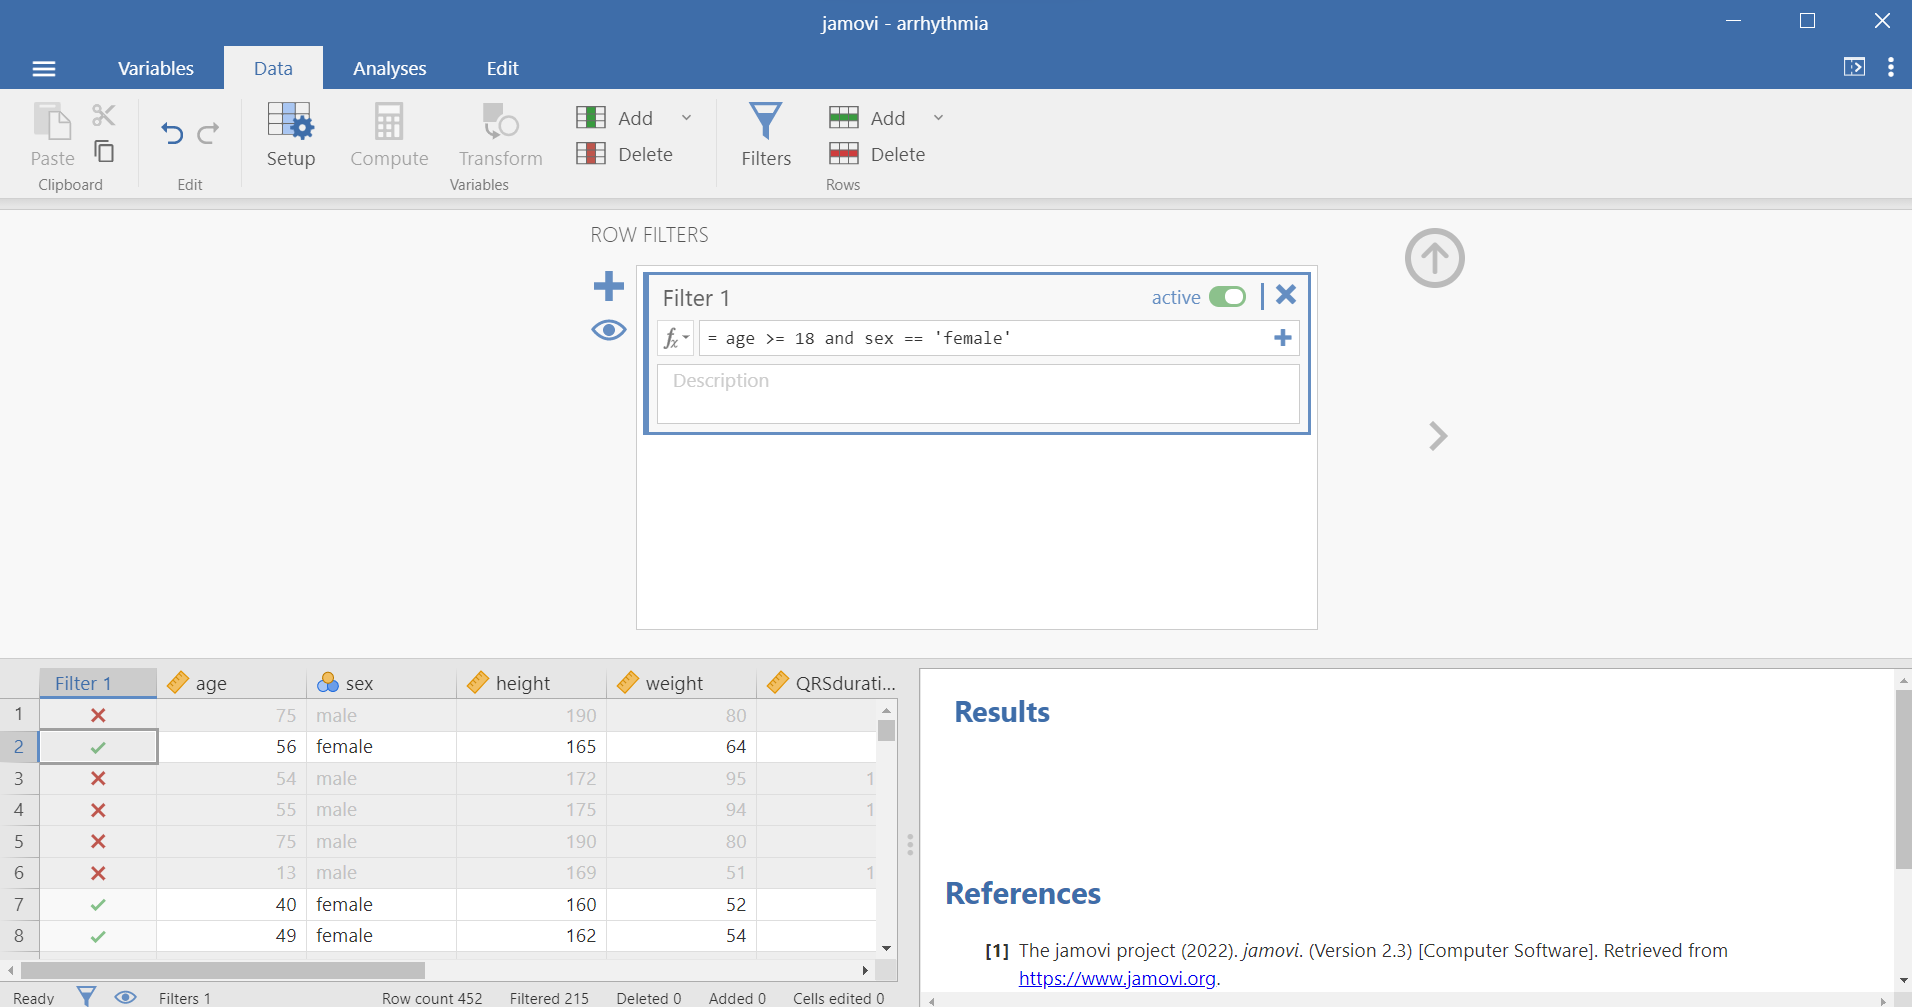 jamovi - arrhythmia
Variables Data Analyses Edit
Paste
Clipboard
Edit
Setup Compute Transform
Add
Delete
Variables
Filters
Add
Delete
Rows
ROW FILTERS
Filter 1 active
fx = age >= 18 and sex == 'female'
Description
Filter 1 age sex height weight QRSdurati...
1 75 male 190 80
2 56 female 165 64
3 54 male 172 95 1
4 55 male 175 94 1
5 75 male 190 80
6 13 male 169 51 1
7 40 female 160 52
8 49 female 162 54
Ready Filters 1 Row count 452 Filtered 215 Deleted 0 Added 0 Cells edited 0
Results
References
[1] The jamovi project (2022). jamovi. (Version 2.3) [Computer Software]. Retrieved from
https://www.jamovi.org.